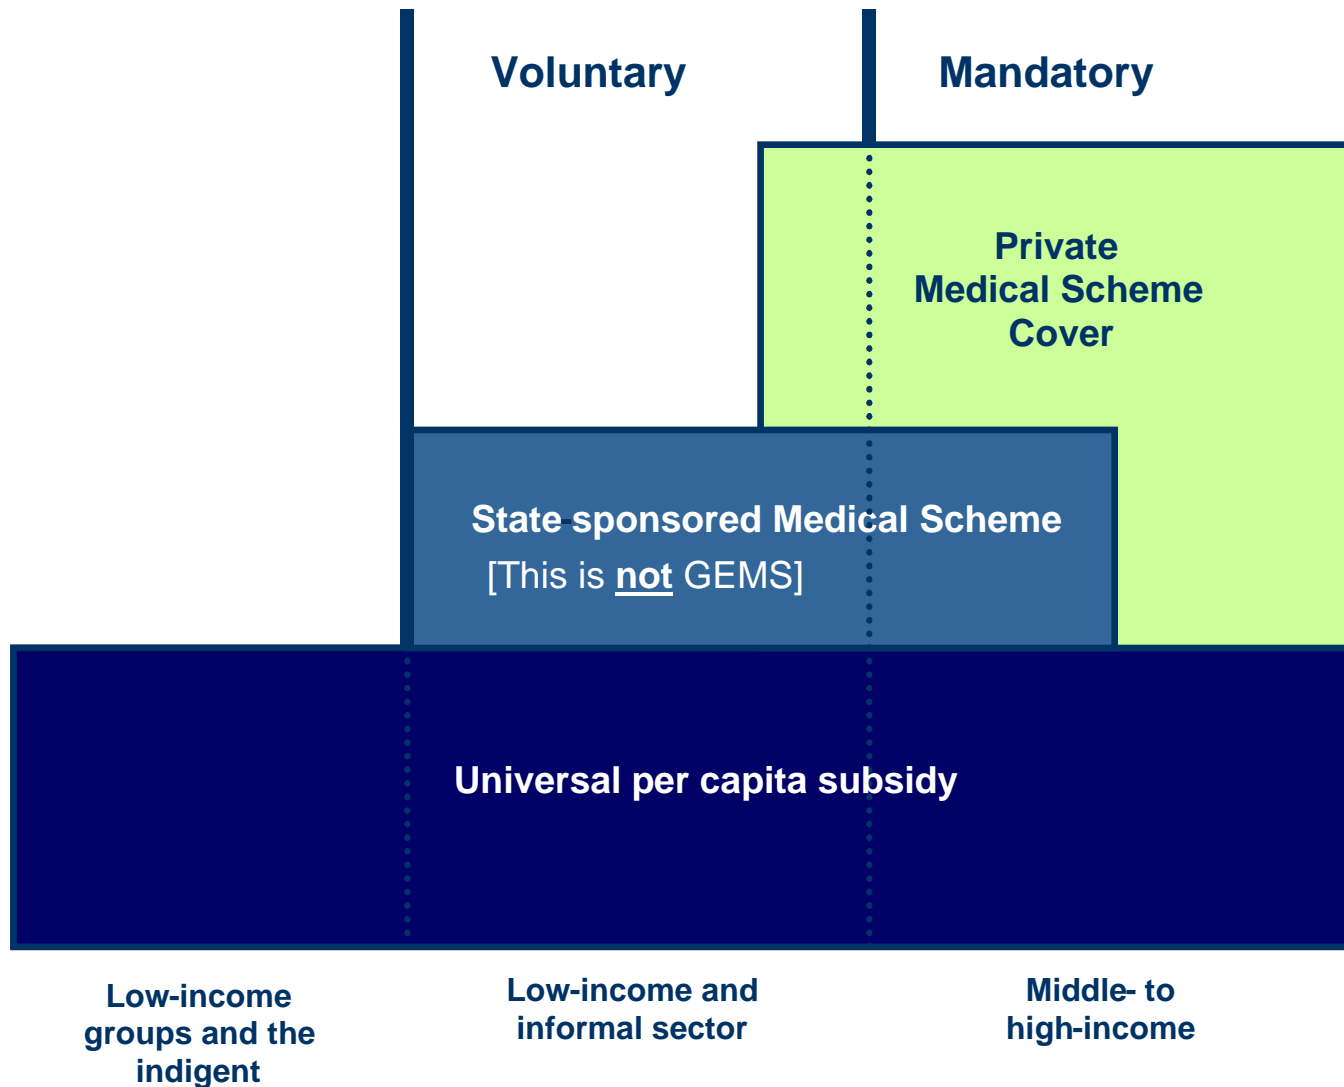 Voluntary
Mandatory
Private
Medical Scheme
Cover
State-sponsored Medical Scheme
[This is not GEMS]
Universal per capita subsidy
Low-income
groups and the
indigent
Low-income and
informal sector
Middle- to
high-income